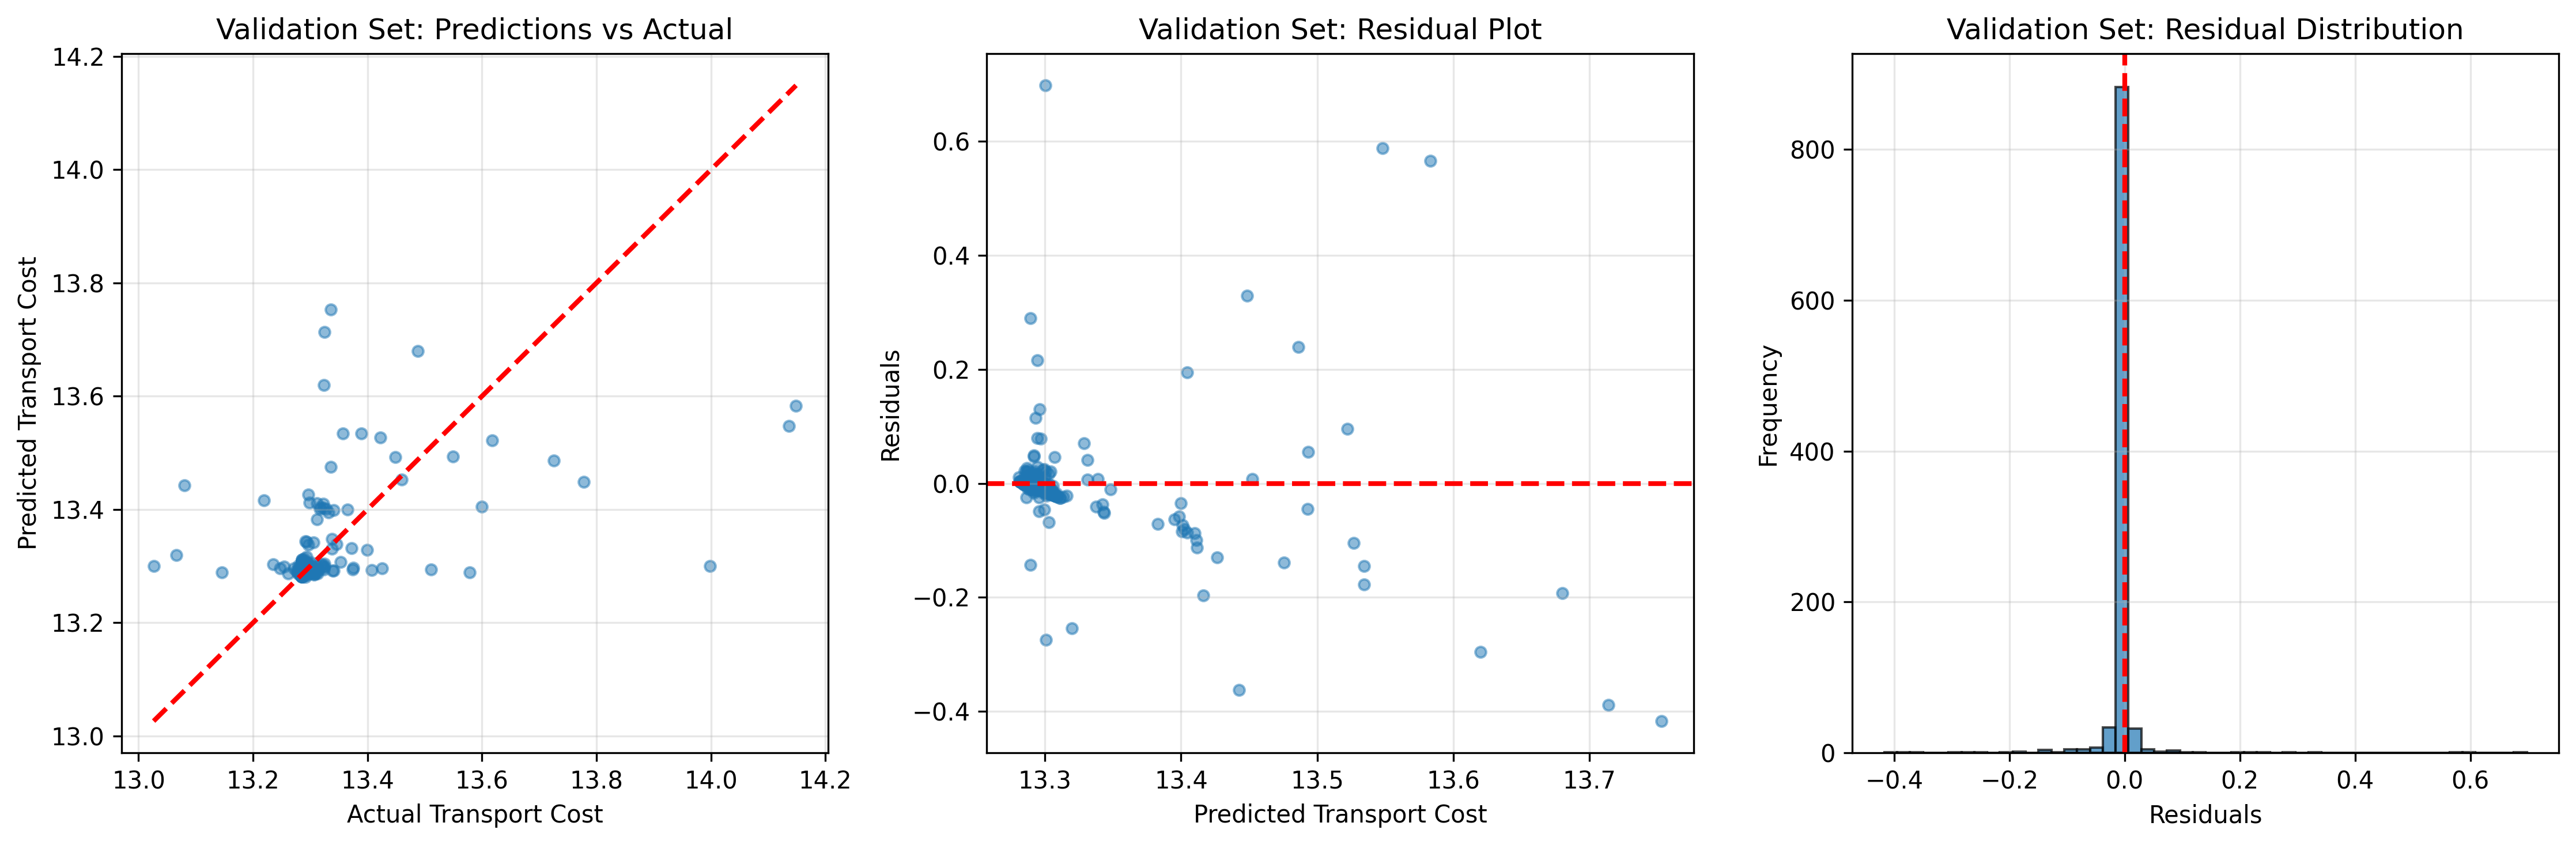 Validation Set: Predictions vs Actual
14.2
14.0
13.8
13.6
13.4
13.2
13.0
Predicted Transport Cost
13.0 13.2 13.4 13.6 13.8 14.0 14.2
Actual Transport Cost
Validation Set: Residual Plot
0.6
0.4
0.2
0.0
−0.2
−0.4
Residuals
13.3 13.4 13.5 13.6 13.7
Predicted Transport Cost
Validation Set: Residual Distribution
800
600
400
200
0
Frequency
−0.4 −0.2 0.0 0.2 0.4 0.6
Residuals